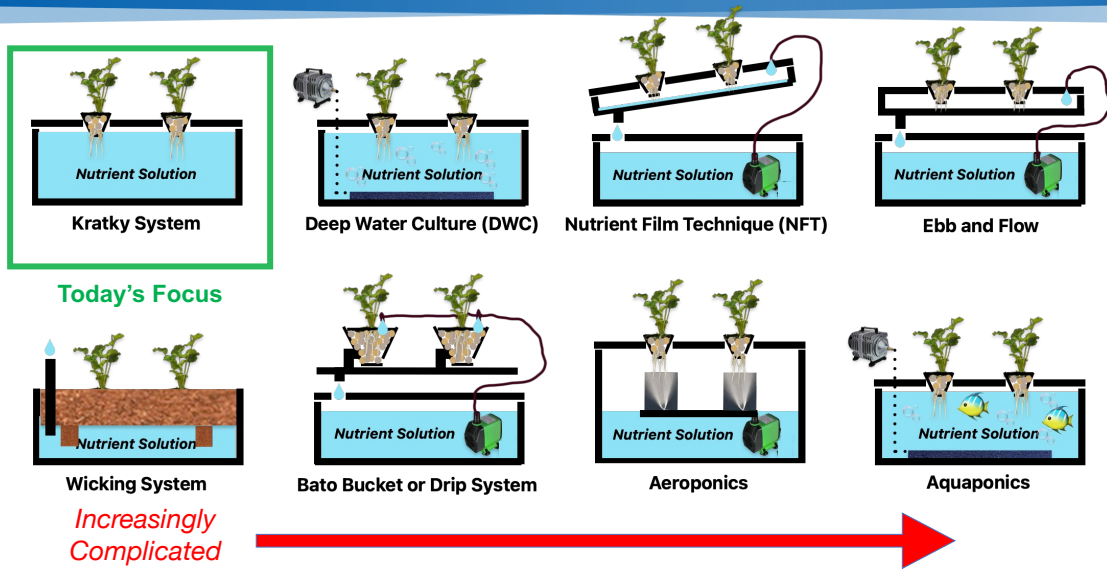 Nutrient Solution
Nutrient Solution
Nutrient Solution
Nutrient Solution
Kratky System
Deep Water Culture (DWC)
Nutrient Film Technique (NFT)
Ebb and Flow
Today's Focus
Nutrient Solution
Nutrient Solution
Nutrient Solution
Nutrient Solution
Wicking System
Bato Bucket or Drip System
Aeroponics
Aquaponics
Increasingly
Complicated